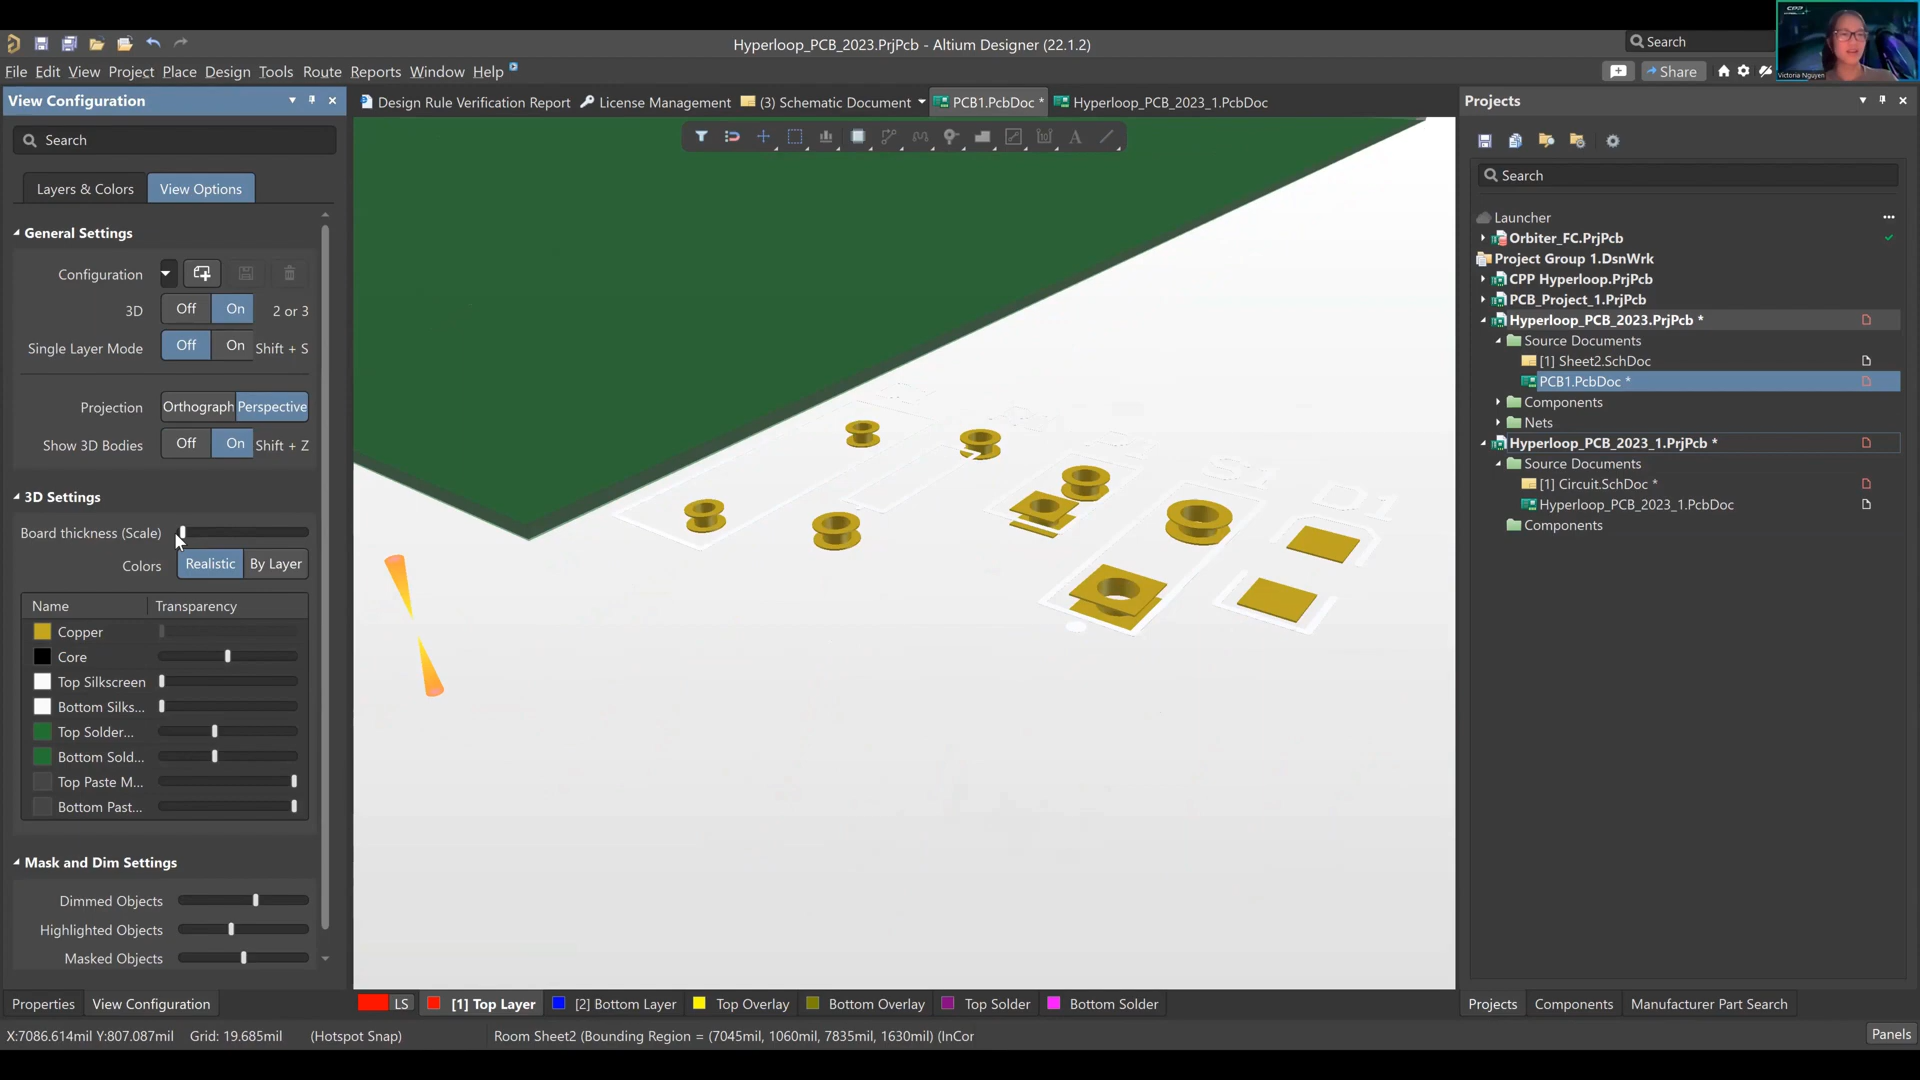 Hyperloop_PCB_2023.PrjPcb - Altium Designer (22.1.2)
Search
CPP
Victoria Nguyen
File Edit View Project Place Design Tools Route Reports Window Help
Share
View Configuration
Design Rule Verification Report
License Management
(3) Schematic Document
PCB1.PcbDoc *
Hyperloop_PCB_2023_1.PcbDoc
Projects
Search
Search
Layers & Colors
View Options
General Settings
Configuration
3D Off On 2 or 3
Single Layer Mode Off On Shift + S
Projection Orthograph Perspective
Show 3D Bodies Off On Shift + Z
3D Settings
Board thickness (Scale)
Colors Realistic By Layer
Name Transparency
Copper
Core
Top Silkscreen
Bottom Silks...
Top Solder...
Bottom Sold...
Top Paste M...
Bottom Past...
Mask and Dim Settings
Dimmed Objects
Highlighted Objects
Masked Objects
S1
D1
Launcher
Orbiter_FC.PrjPcb
Project Group 1.DsnWrk
CPP Hyperloop.PrjPcb
PCB_Project_1.PrjPcb
Hyperloop_PCB_2023.PrjPcb *
Source Documents
[1] Sheet2.SchDoc
PCB1.PcbDoc *
Components
Nets
Hyperloop_PCB_2023_1.PrjPcb *
Source Documents
[1] Circuit.SchDoc *
Hyperloop_PCB_2023_1.PcbDoc
Components
Properties
View Configuration
LS
[1] Top Layer
[2] Bottom Layer
Top Overlay
Bottom Overlay
Top Solder
Bottom Solder
Projects
Components
Manufacturer Part Search
X:7086.614mil Y:807.087mil Grid: 19.685mil (Hotspot Snap) Room Sheet2 (Bounding Region = (7045mil, 1060mil, 7835mil, 1630mil) (InCor
Panels